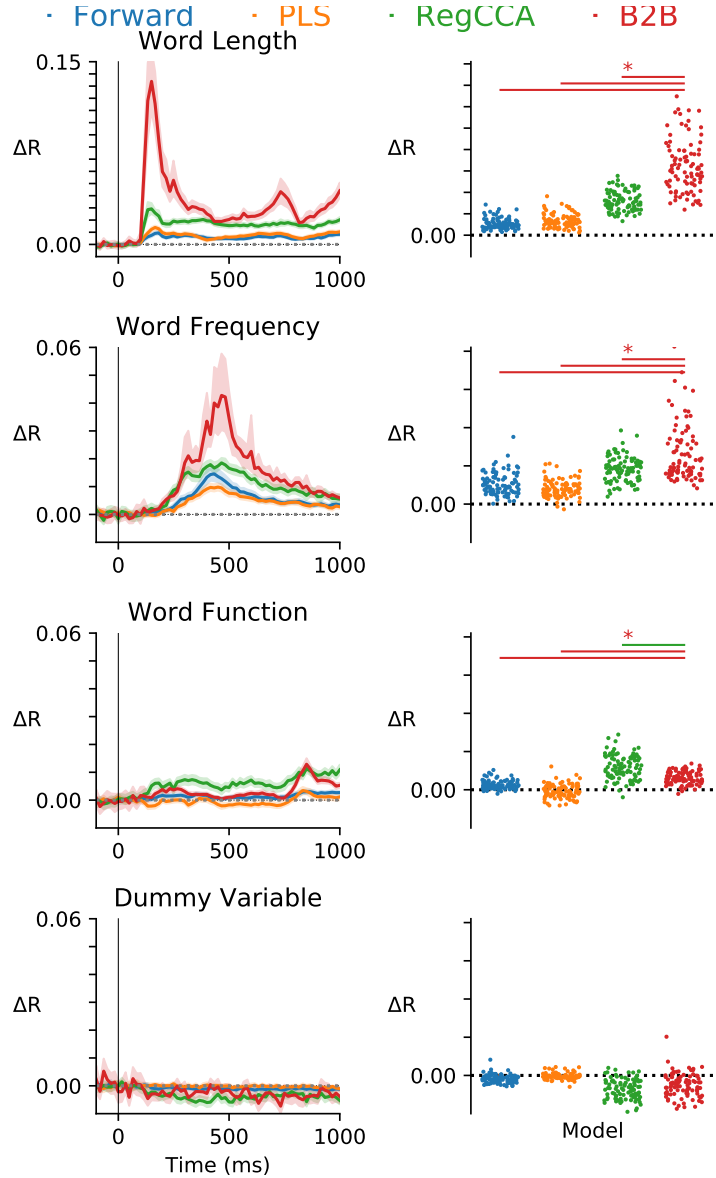 Forward PLS RegCCA B2B
Word Length
0.15
ΔR
0.00
0 500 1000
ΔR
0.00
*
Word Frequency
0.06
ΔR
0.00
0 500 1000
ΔR
0.00
*
Word Function
0.06
ΔR
0.00
0 500 1000
ΔR
0.00
*
Dummy Variable
0.06
ΔR
0.00
0 500 1000
Time (ms)
ΔR
0.00
Model